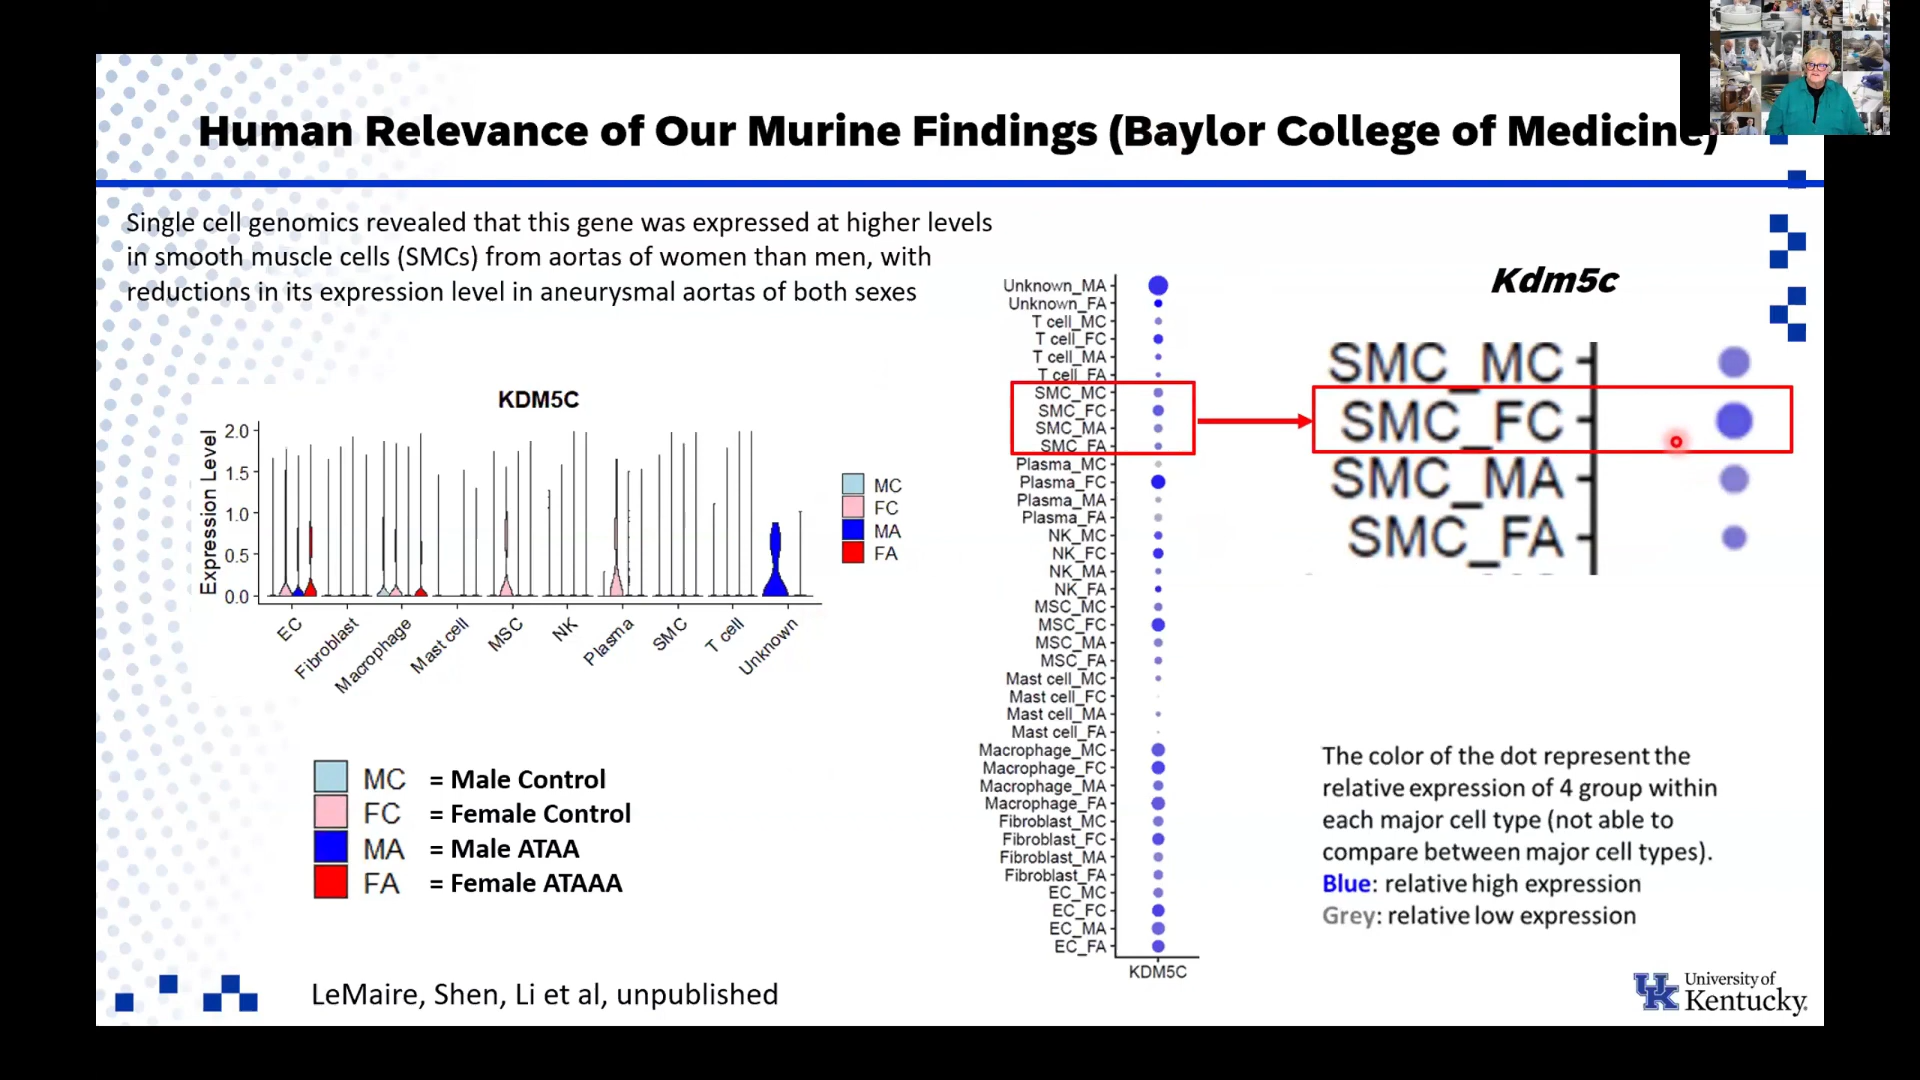 Human Relevance of Our Murine Findings (Baylor College of Medicine)
Single cell genomics revealed that this gene was expressed at higher levels
in smooth muscle cells (SMCs) from aortas of women than men, with
reductions in its expression level in aneurysmal aortas of both sexes
KDM5C
Expression Level
2.0
1.5
1.0
0.5
0.0
EC
Fibroblast
Macrophage
Mast cell
MSC
NK
Plasma
SMC
T cell
Unknown
MC
FC
MA
FA
MC = Male Control
FC = Female Control
MA = Male ATAA
FA = Female ATAAA
LeMaire, Shen, Li et al, unpublished
Unknown_MA
Unknown_FA
T cell_MC
T cell_FC
T cell_MA
T cell_FA
SMC_MC
SMC_FC
SMC_MA
SMC_FA
Plasma_MC
Plasma_FC
Plasma_MA
Plasma_FA
NK_MC
NK_FC
NK_MA
NK_FA
MSC_MC
MSC_FC
MSC_MA
MSC_FA
Mast cell_MC
Mast cell_FC
Mast cell_MA
Mast cell_FA
Macrophage_MC
Macrophage_FC
Macrophage_MA
Macrophage_FA
Fibroblast_MC
Fibroblast_FC
Fibroblast_MA
Fibroblast_FA
EC_MC
EC_FC
EC_MA
EC_FA
KDM5C
Kdm5c
SMC_MC
SMC_FC
SMC_MA
SMC_FA
The color of the dot represent the
relative expression of 4 group within
each major cell type (not able to
compare between major cell types).
Blue: relative high expression
Grey: relative low expression
UK
University of
Kentucky